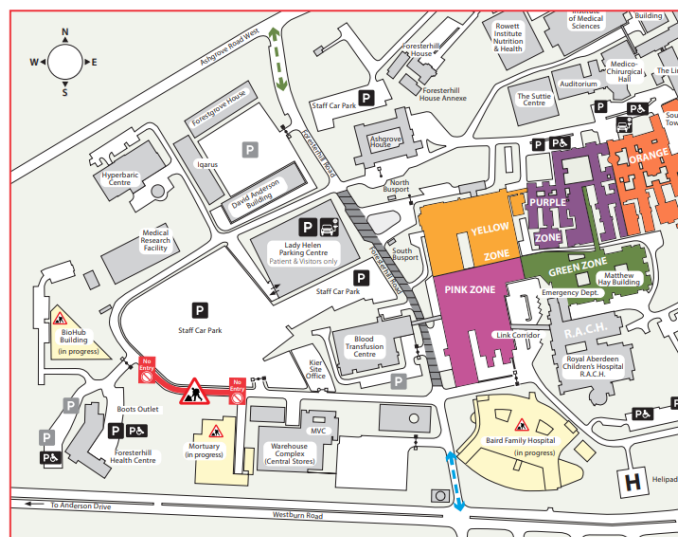 N
W
E
S
Ashgrove Road West
Foresterhill Road
Rowett
Institute
Nutrition
& Health
Institute
of Medical
Sciences
Building
Foresterhill
House
Foresterhill
House Annexe
Medico-
Chirurgical
Hall
Auditorium
The Suttie
Centre
Staff Car Park
P
Ashgrove
House
Forestgrove House
Iqarus
P
David Anderson
Building
Hyperbaric
Centre
Medical
Research
Facility
P
P
P
P
ORANGE
PURPLE
ZONE
YELLOW
ZONE
GREEN ZONE
Matthew
Hay Building
Emergency Dept.
PINK ZONE
North
Busport
South
Busport
Foresterhill Road
P
Lady Helen
Parking Centre
Patient & Visitors only
P
Staff Car Park
P
Staff Car Park
Link Corridor
R.A.C.H.
Royal Aberdeen
Children's Hospital
R.A.C.H.
Blood
Transfusion
Centre
Kier
Site
Office
P
BioHub
Building
(in progress)
No
Entry
No
Entry
Boots Outlet
P
P
P
P
P
Foresterhill
Health Centre
Mortuary
(in progress)
MVC
Warehouse
Complex
(Central Stores)
Baird Family Hospital
(in progress)
P
P
H
Helipad
To Anderson Drive
Westburn Road